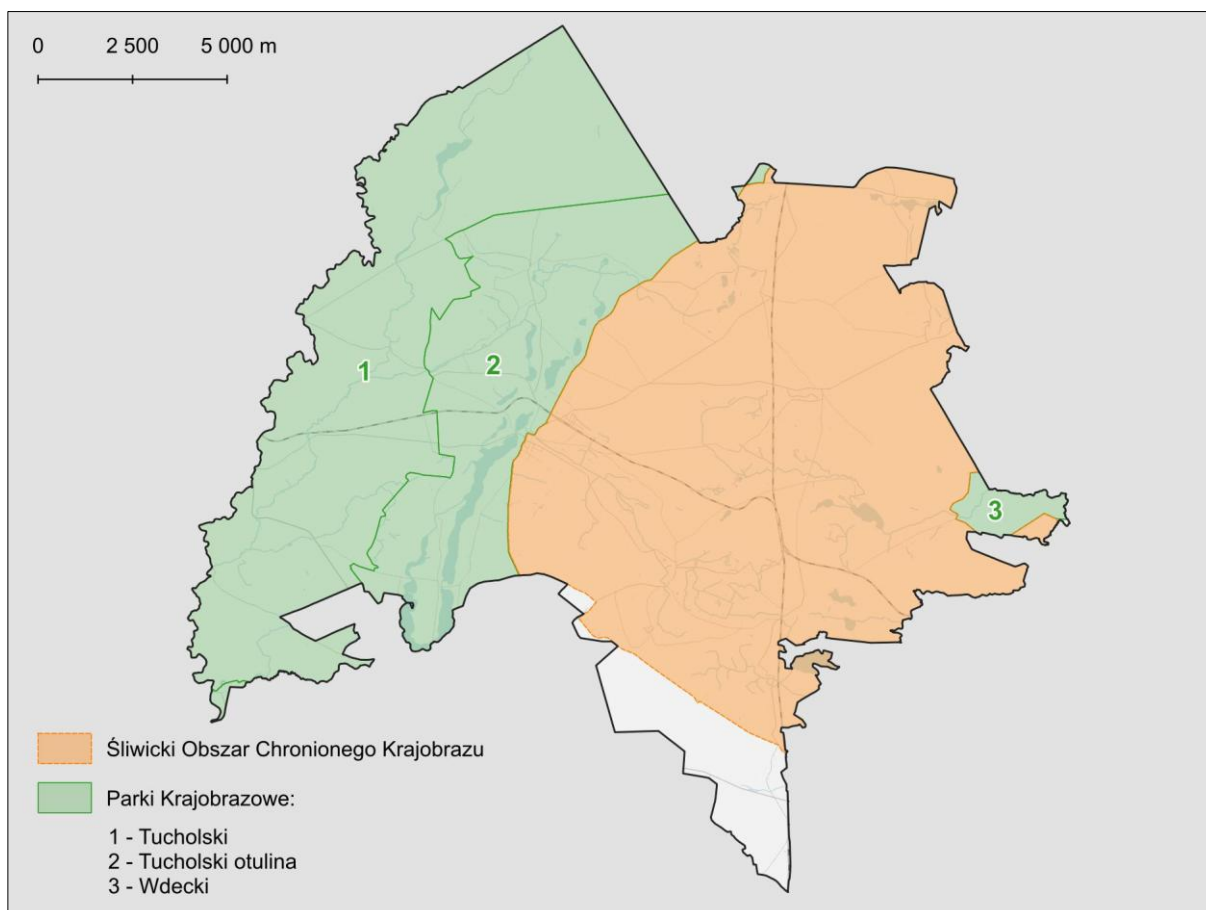 0 2 500 5 000 m
1
2
3
Śliwicki Obszar Chronionego Krajobrazu
Parki Krajobrazowe:
1 - Tucholski
2 - Tucholski otulina
3 - Wdecki